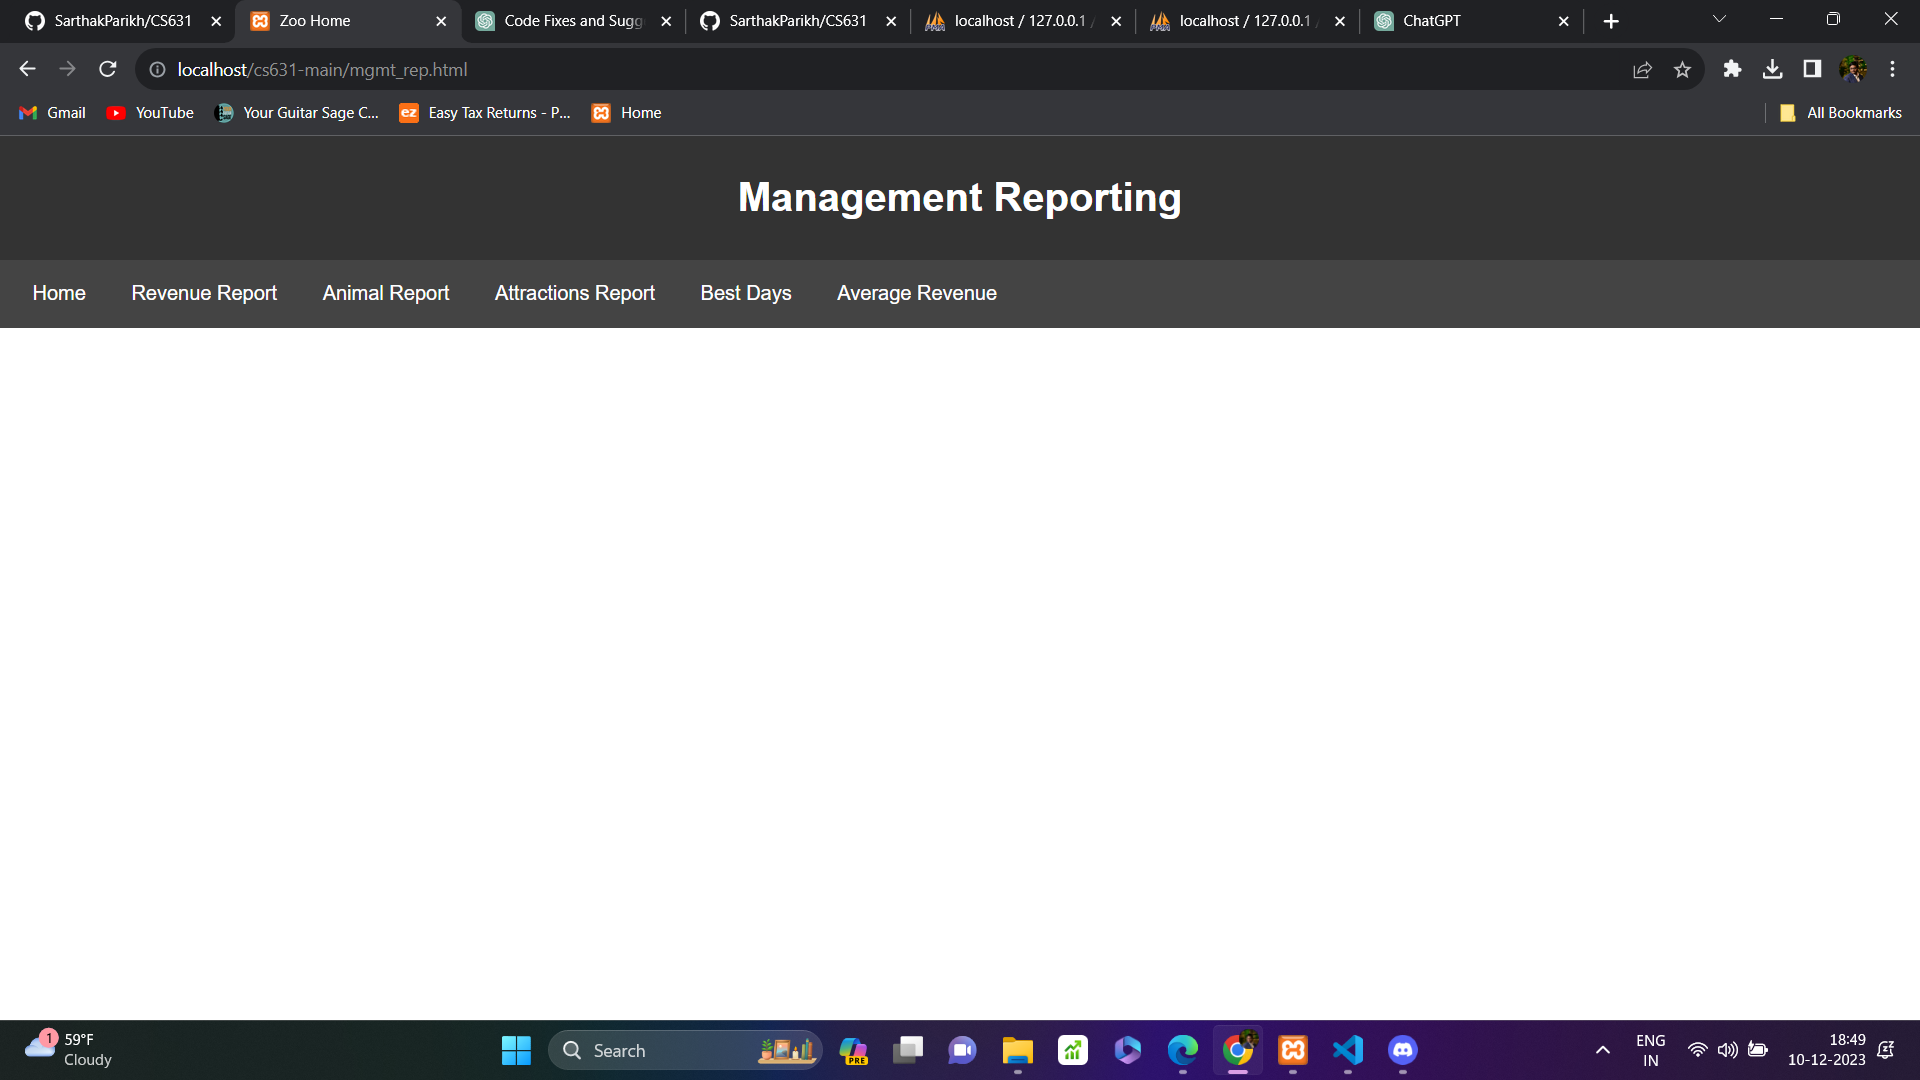 SarthakParikh/CS631
Zoo Home
Code Fixes and Sugg
SarthakParikh/CS631
localhost / 127.0.0.1 /
localhost / 127.0.0.1 /
ChatGPT
localhost/cs631-main/mgmt_rep.html
Gmail
YouTube
Your Guitar Sage C...
ez
Easy Tax Returns - P...
Home
All Bookmarks
Management Reporting
Home
Revenue Report
Animal Report
Attractions Report
Best Days
Average Revenue
1
59°F
Cloudy
Search
PRE
ENG
IN
18:49
10-12-2023